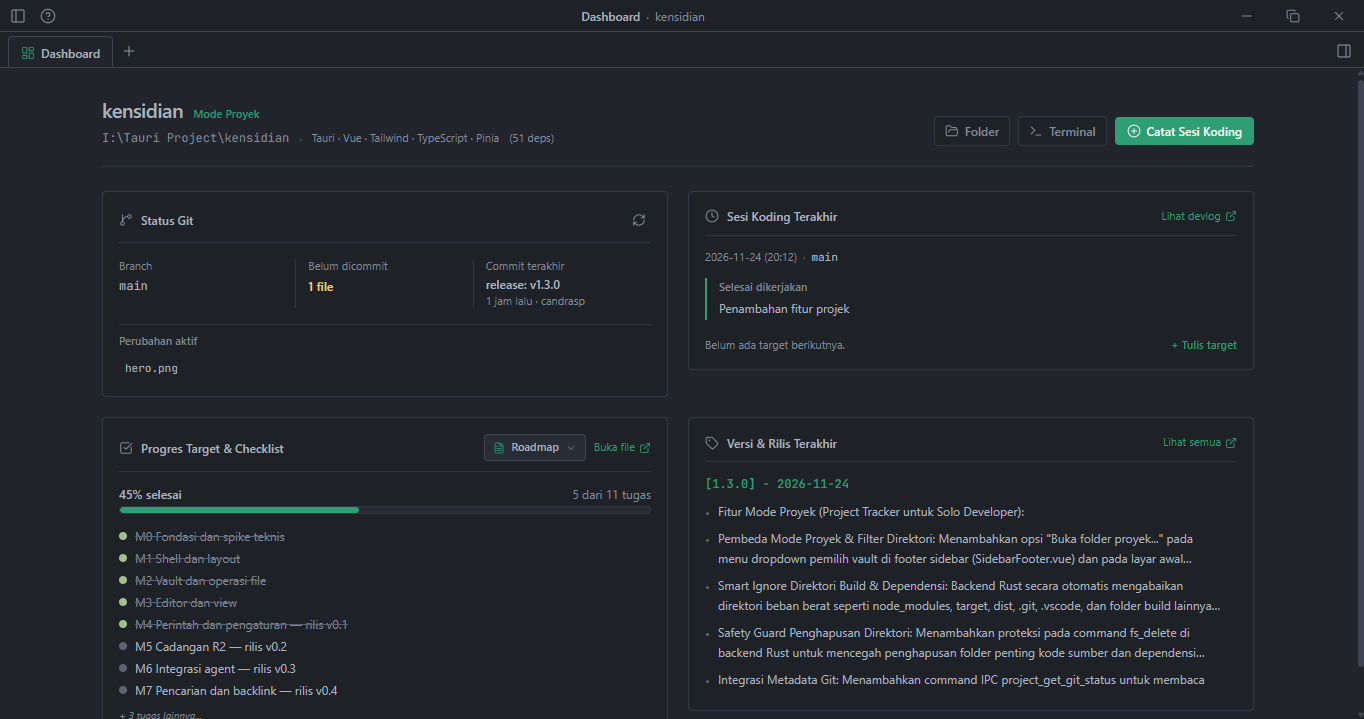 Dashboard · kensidian
Dashboard
kensidian Mode Proyek
I:\Tauri Project\kensidian · Tauri · Vue · Tailwind · TypeScript · Pinia (51 deps)
Folder
Terminal
Catat Sesi Koding
Status Git
Branch
main
Belum dicommit
1 file
Commit terakhir
release: v1.3.0
1 jam lalu · candrasp
Perubahan aktif
hero.png
Sesi Koding Terakhir
Lihat devlog
2026-11-24 (20:12) · main
Selesai dikerjakan
Penambahan fitur projek
Belum ada target berikutnya.
+ Tulis target
Progres Target & Checklist
Roadmap
Buka file
45% selesai
5 dari 11 tugas
M0 Fondasi dan spike teknis
M1 Shell dan layout
M2 Vault dan operasi file
M3 Editor dan view
M4 Perintah dan pengaturan — rilis v0.1
M5 Cadangan R2 — rilis v0.2
M6 Integrasi agent — rilis v0.3
M7 Pencarian dan backlink — rilis v0.4
+ 3 tugas lainnya...
Versi & Rilis Terakhir
Lihat semua
[1.3.0] - 2026-11-24
• Fitur Mode Proyek (Project Tracker untuk Solo Developer):
• Pembeda Mode Proyek & Filter Direktori: Menambahkan opsi "Buka folder proyek..." pada
menu dropdown pemilih vault di footer sidebar (SidebarFooter.vue) dan pada layar awal...
• Smart Ignore Direktori Build & Dependensi: Backend Rust secara otomatis mengabaikan
direktori beban berat seperti node_modules, target, dist, .git, .vscode, dan folder build lainnya...
• Safety Guard Penghapusan Direktori: Menambahkan proteksi pada command fs_delete di
backend Rust untuk mencegah penghapusan folder penting kode sumber dan dependensi...
• Integrasi Metadata Git: Menambahkan command IPC project_get_git_status untuk membaca